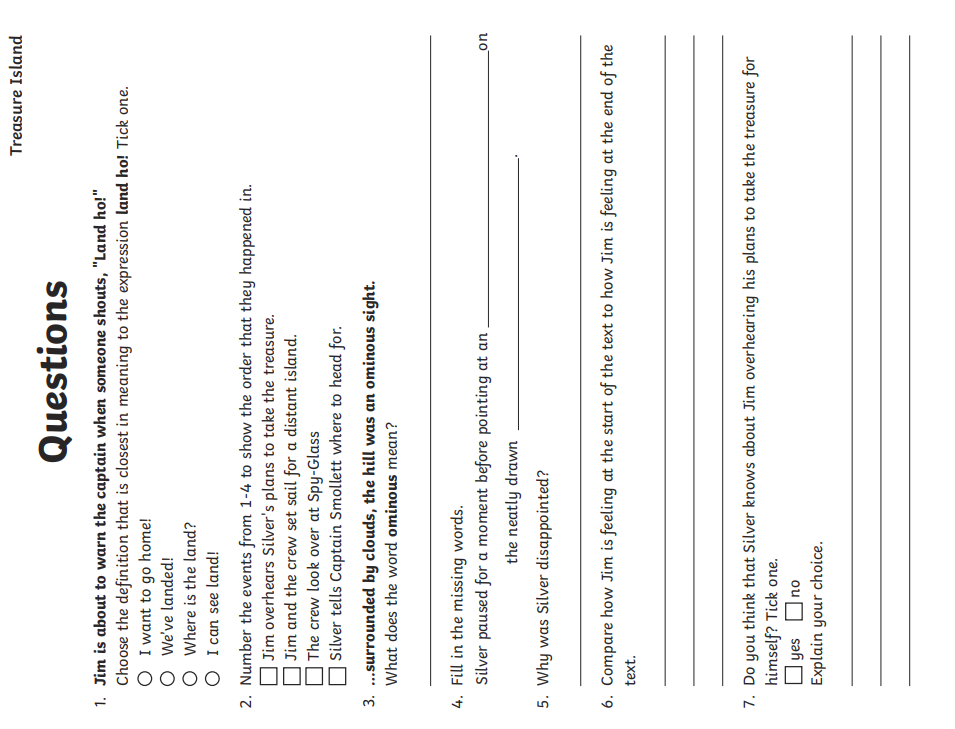 Treasure Island
Questions
1. Jim is about to warn the captain when someone shouts, "Land ho!"
Choose the definition that is closest in meaning to the expression land ho! Tick one.
I want to go home!
We've landed!
Where is the land?
I can see land!
2. Number the events from 1-4 to show the order that they happened in.
Jim overhears Silver's plans to take the treasure.
Jim and the crew set sail for a distant island.
The crew look over at Spy-Glass
Silver tells Captain Smollett where to head for.
3. ...surrounded by clouds, the hill was an ominous sight.
What does the word ominous mean?
4. Fill in the missing words.
Silver paused for a moment before pointing at an on
the neatly drawn .
5. Why was Silver disappointed?
6. Compare how Jim is feeling at the start of the text to how Jim is feeling at the end of the
text.
7. Do you think that Silver knows about Jim overhearing his plans to take the treasure for
himself? Tick one.
yes no
Explain your choice.